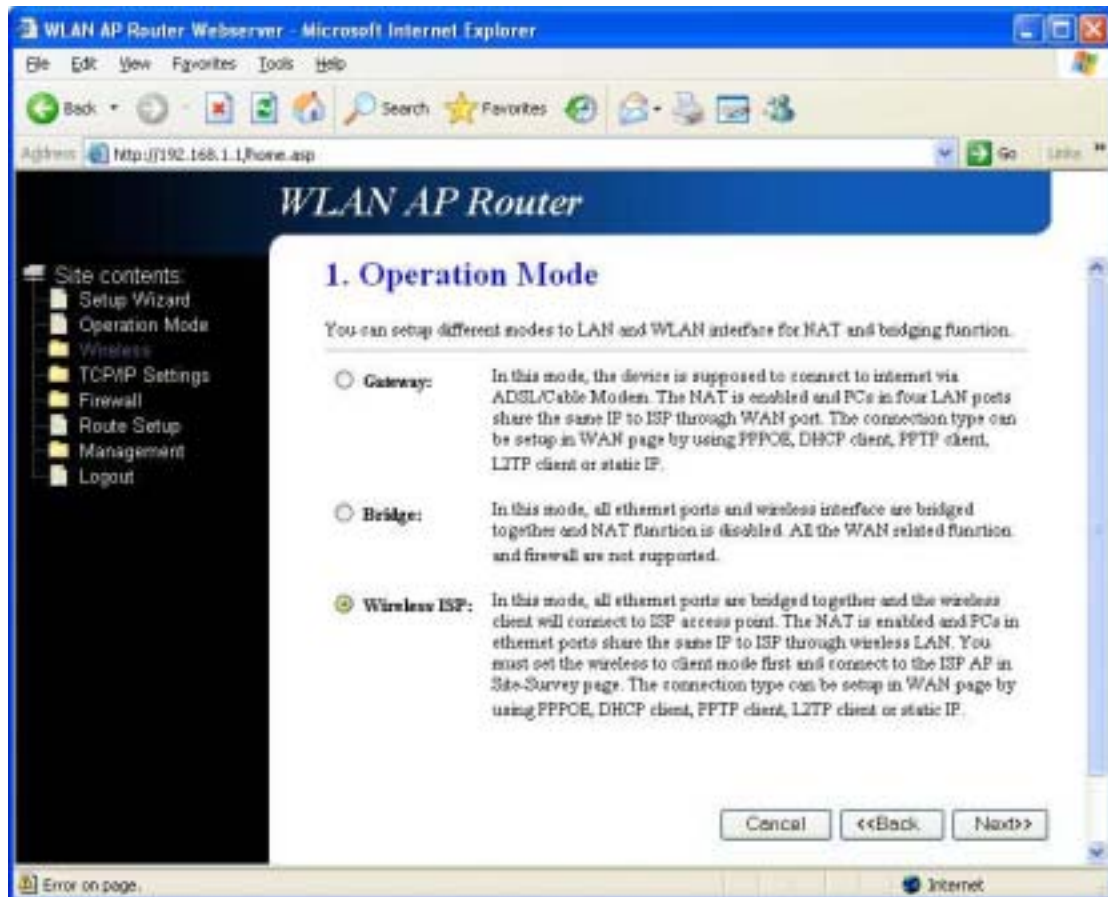 WLAN AP Router Webserver - Microsoft Internet Explorer
File Edit View Favorites Tools Help
Back Search Favorites
Address http://192.168.1.1/home.asp Go Links »
WLAN AP Router
Site contents:
Setup Wizard
Operation Mode
Wireless
TCP/IP Settings
Firewall
Route Setup
Management
Logout
1. Operation Mode
You can setup different modes to LAN and WLAN interface for NAT and bridging function.
Gateway: In this mode, the device is supposed to connect to internet via
ADSL/Cable Modem. The NAT is enabled and PCs in four LAN ports
share the same IP to ISP through WAN port. The connection type can
be setup in WAN page by using PPPOE, DHCP client, PPTP client,
L2TP client or static IP.
Bridge: In this mode, all ethernet ports and wireless interface are bridged
together and NAT function is disabled. All the WAN related function
and firewall are not supported.
Wireless ISP: In this mode, all ethernet ports are bridged together and the wireless
client will connect to ISP access point. The NAT is enabled and PCs in
ethernet ports share the same IP to ISP through wireless LAN. You
must set the wireless to client mode first and connect to the ISP AP in
Site-Survey page. The connection type can be setup in WAN page by
using PPPOE, DHCP client, PPTP client, L2TP client or static IP.
Cancel <<Back Next>>
Error on page. Internet